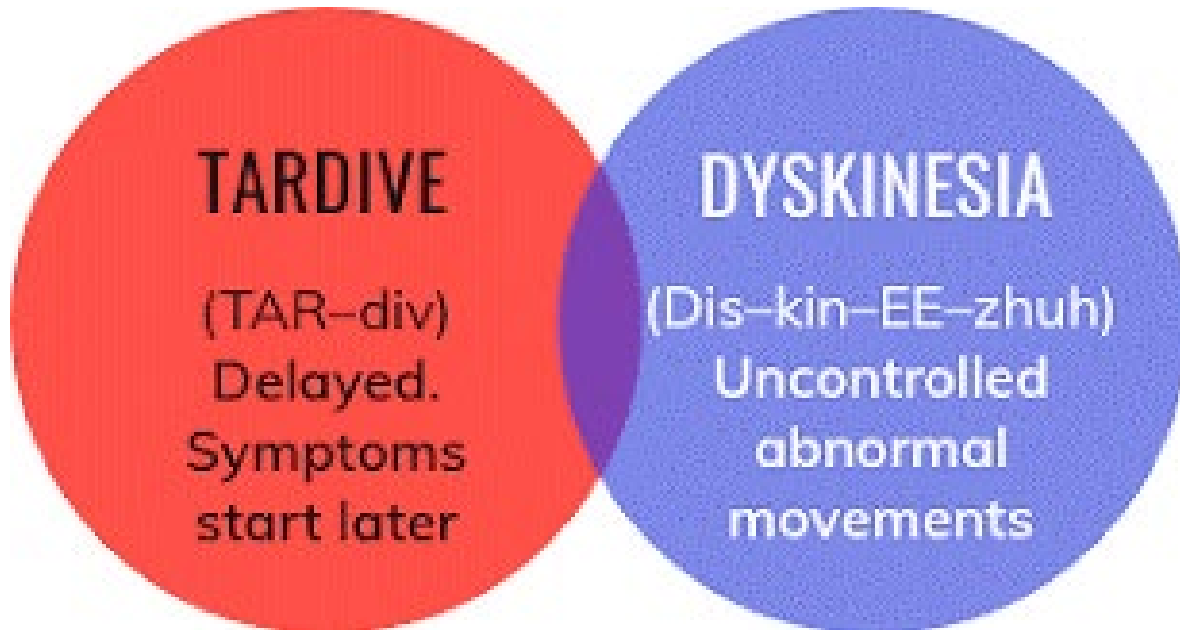 TARDIVE
(TAR–div)
Delayed.
Symptoms
start later
DYSKINESIA
(Dis–kin–EE–zhuh)
Uncontrolled
abnormal
movements